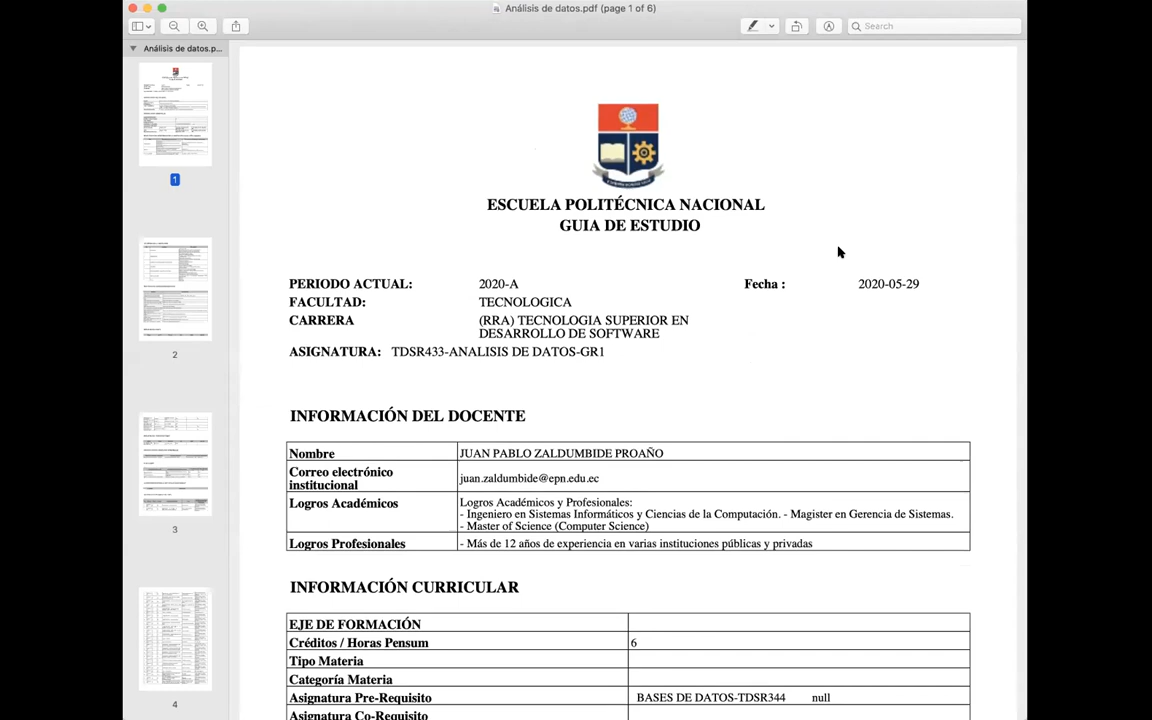 Análisis de datos.pdf (page 1 of 6)
Search
Análisis de datos.p...
1
2
3
4
ESCUELA POLITÉCNICA NACIONAL
GUIA DE ESTUDIO
PERIODO ACTUAL: 2020-A Fecha : 2020-05-29
FACULTAD: TECNOLOGICA
CARRERA (RRA) TECNOLOGIA SUPERIOR EN
DESARROLLO DE SOFTWARE
ASIGNATURA: TDSR433-ANALISIS DE DATOS-GR1
INFORMACIÓN DEL DOCENTE
Nombre JUAN PABLO ZALDUMBIDE PROAÑO
Correo electrónico
institucional juan.zaldumbide@epn.edu.ec
Logros Académicos Logros Académicos y Profesionales:
- Ingeniero en Sistemas Informáticos y Ciencias de la Computación. - Magister en Gerencia de Sistemas.
- Master of Science (Computer Science)
Logros Profesionales - Más de 12 años de experiencia en varias instituciones públicas y privadas
INFORMACIÓN CURRICULAR
EJE DE FORMACIÓN
Créditos / Horas Pensum 6
Tipo Materia
Categoría Materia
Asignatura Pre-Requisito BASES DE DATOS-TDSR344 null
Asignatura Co-Requisito